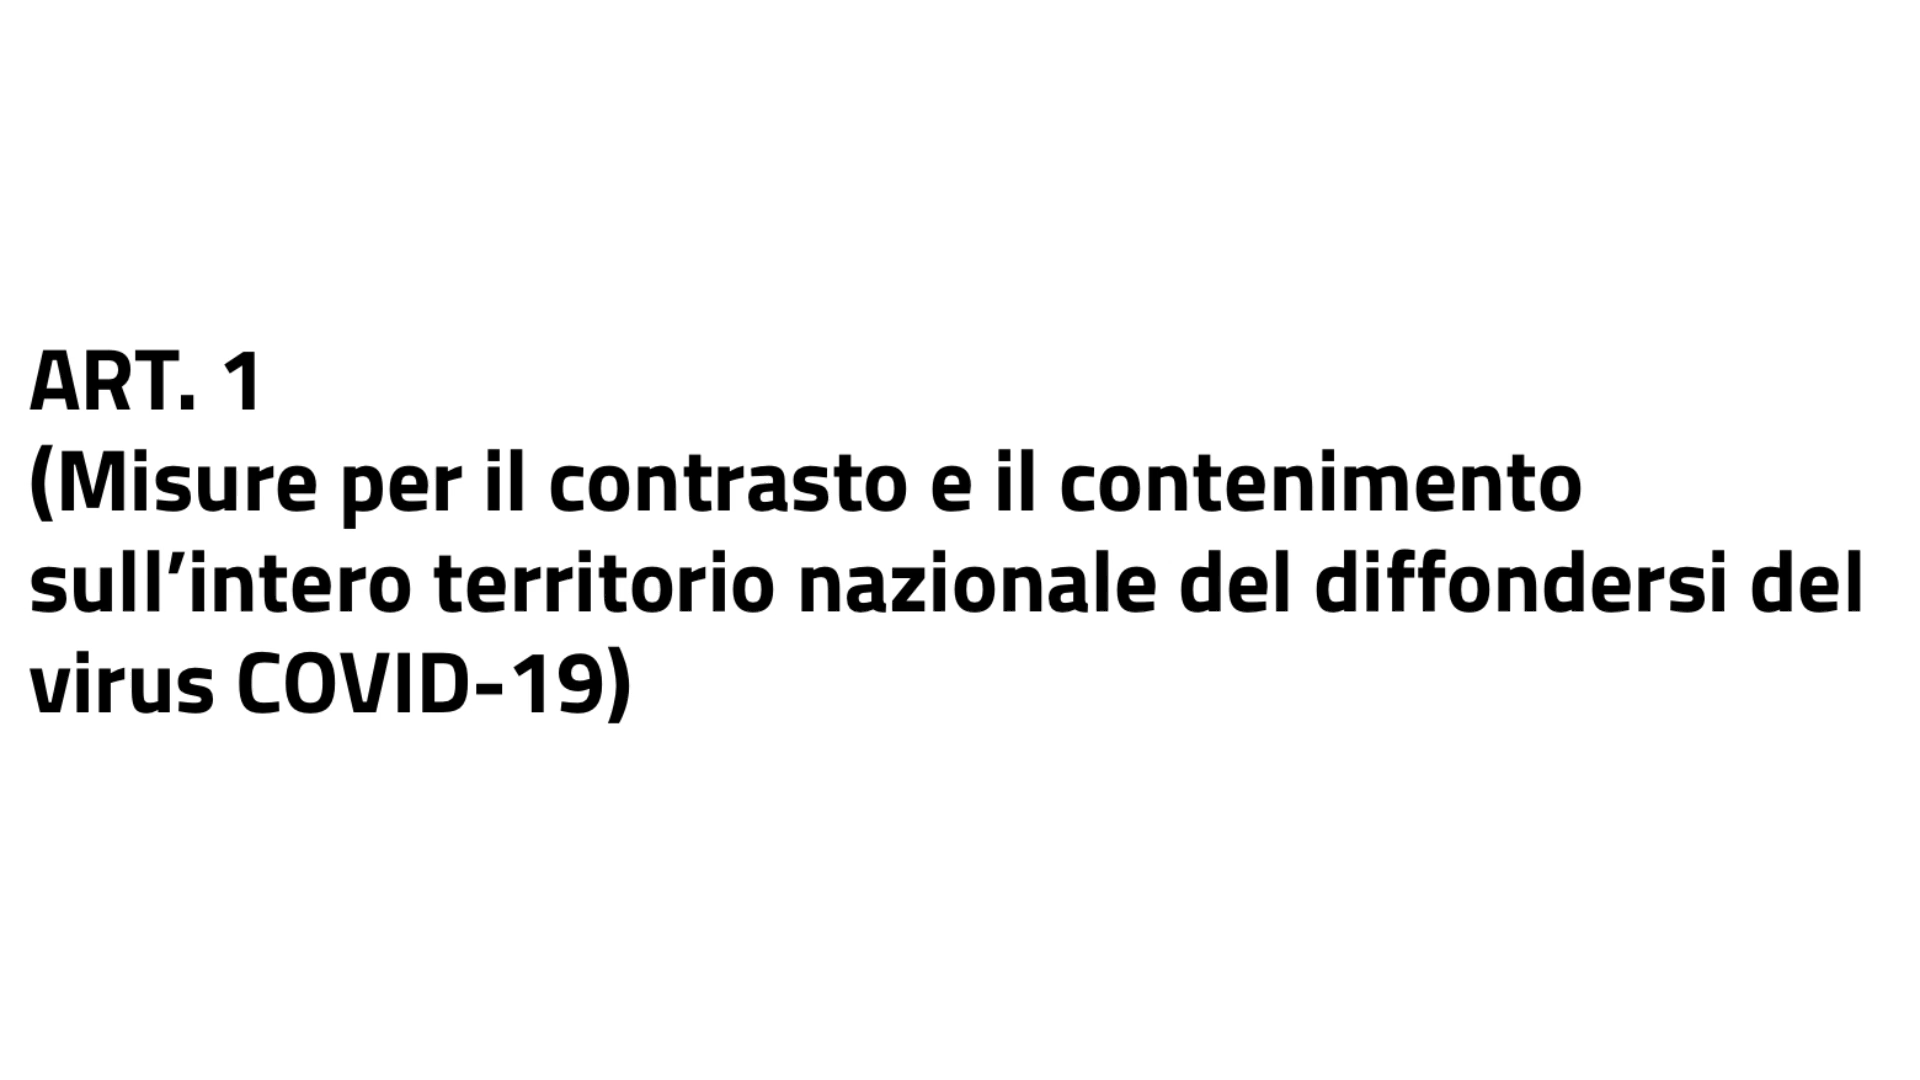 ART. 1
(Misure per il contrasto e il contenimento
sull’intero territorio nazionale del diffondersi del
virus COVID-19)